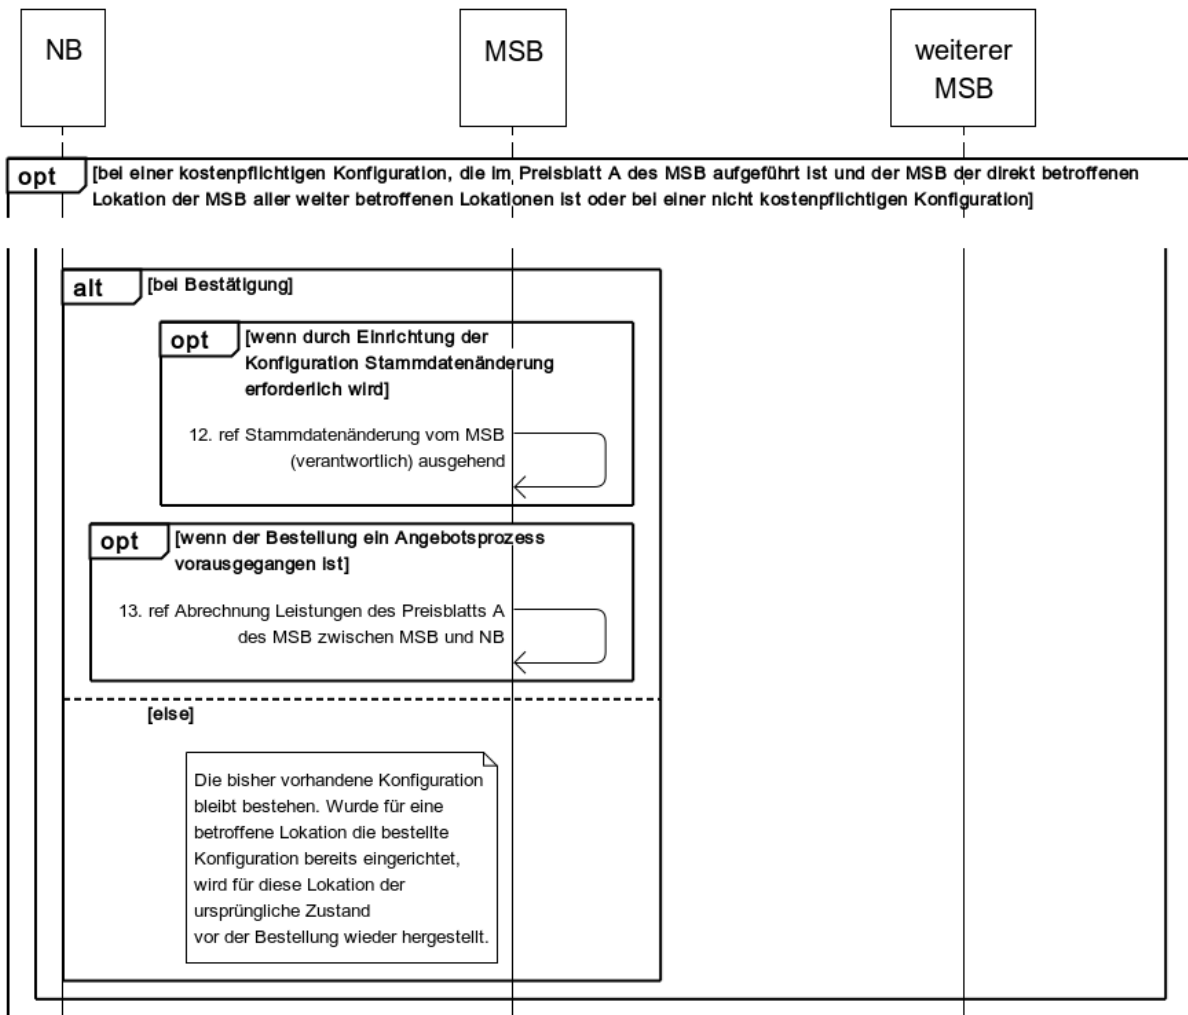 NB
MSB
weiterer
MSB
opt
[bei einer kostenpflichtigen Konfiguration, die im Preisblatt A des MSB aufgeführt ist und der MSB der direkt betroffenen
Lokation der MSB aller weiter betroffenen Lokationen ist oder bei einer nicht kostenpflichtigen Konfiguration]
alt
[bei Bestätigung]
opt
[wenn durch Einrichtung der
Konfiguration Stammdatenänderung
erforderlich wird]
12. ref Stammdatenänderung vom MSB
(verantwortlich) ausgehend
opt
[wenn der Bestellung ein Angebotsprozess
vorausgegangen ist]
13. ref Abrechnung Leistungen des Preisblatts A
des MSB zwischen MSB und NB
[else]
Die bisher vorhandene Konfiguration
bleibt bestehen. Wurde für eine
betroffene Lokation die bestellte
Konfiguration bereits eingerichtet,
wird für diese Lokation der
ursprüngliche Zustand
vor der Bestellung wieder hergestellt.